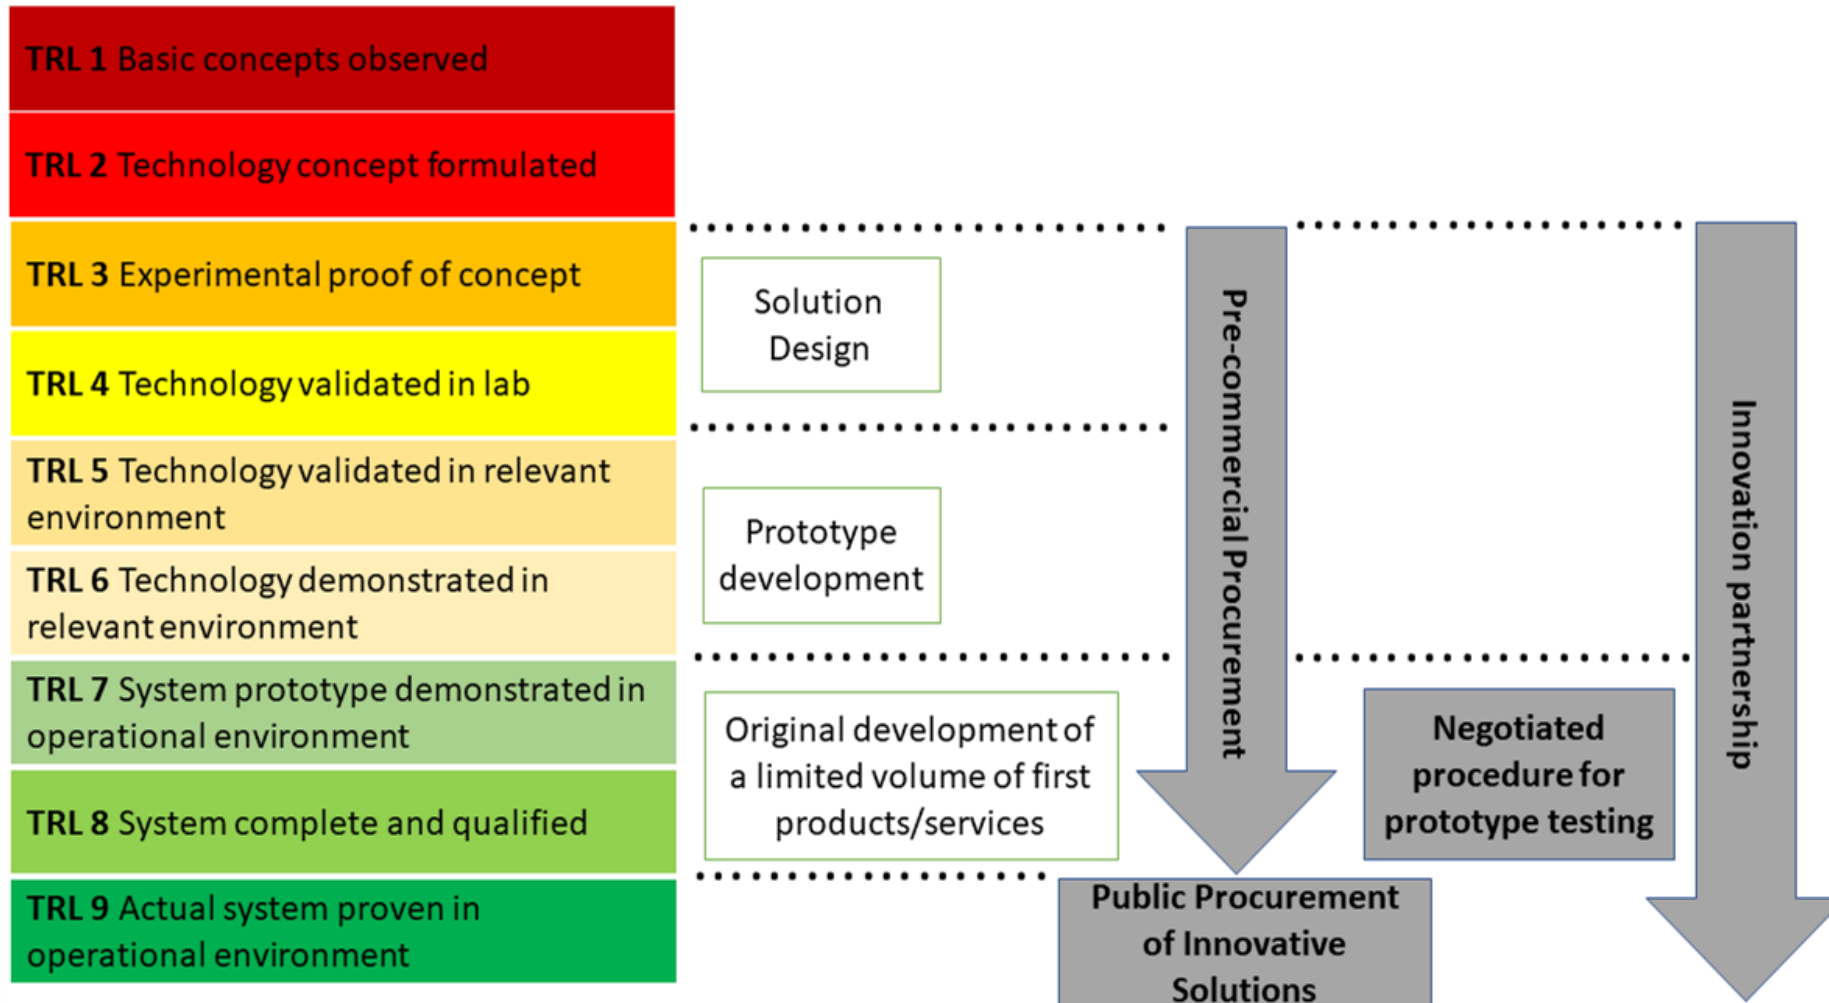 TRL 1 Basic concepts observed
TRL 2 Technology concept formulated
TRL 3 Experimental proof of concept
TRL 4 Technology validated in lab
TRL 5 Technology validated in relevant
environment
TRL 6 Technology demonstrated in
relevant environment
TRL 7 System prototype demonstrated in
operational environment
TRL 8 System complete and qualified
TRL 9 Actual system proven in
operational environment
Solution
Design
Prototype
development
Original development of
a limited volume of first
products/services
Pre-commercial Procurement
Public Procurement
of Innovative
Solutions
Negotiated
procedure for
prototype testing
Innovation partnership